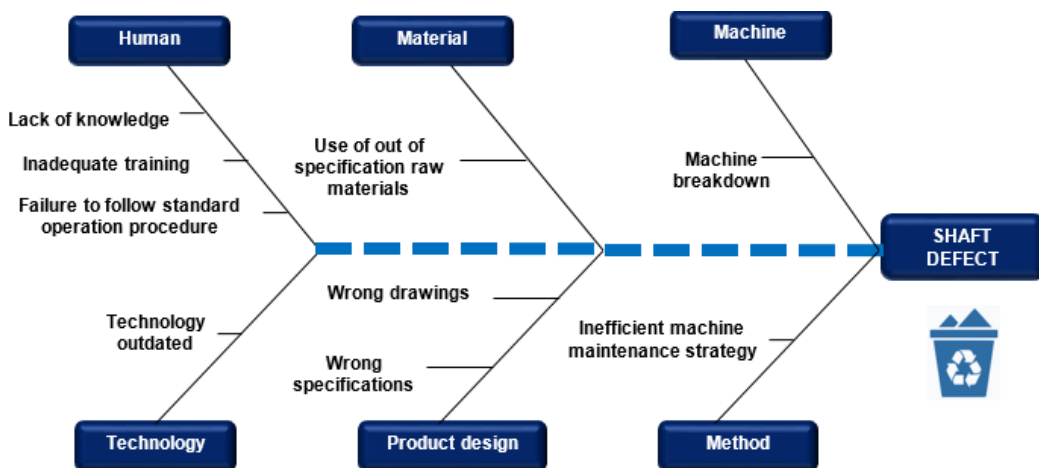 Human
Material
Machine
Lack of knowledge
Inadequate training
Failure to follow standard
operation procedure
Use of out of
specification raw
materials
Machine
breakdown
SHAFT
DEFECT
Technology
outdated
Wrong drawings
Wrong
specifications
Inefficient machine
maintenance strategy
Technology
Product design
Method